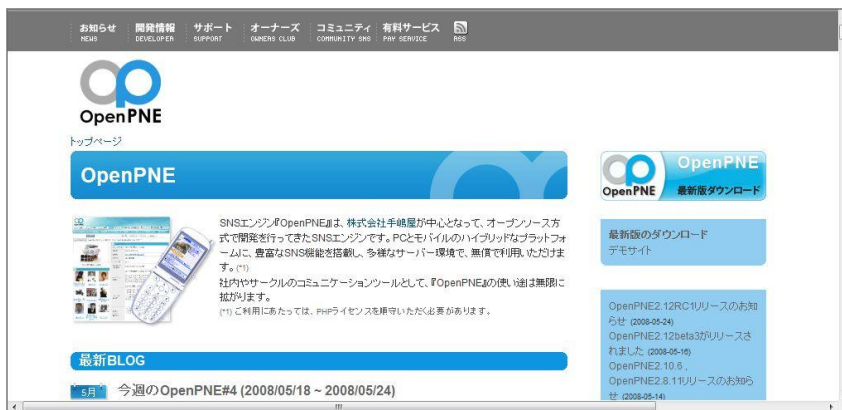 お知らせ 開発情報 サポート オーナーズ コミュニティ 有料サービス
NEWS DEVELOPER SUPPORT OWNERS CLUB COMMUNITY SNS PAY SERVICE RSS
OpenPNE
トップページ
OpenPNE
SNSエンジン『OpenPNE』は、株式会社手嶋屋が中心となって、オープンソース方
式で開発を行ってきたSNSエンジンです。PCとモバイルのハイブリッドなプラットフォ
ームに、豊富なSNS機能を搭載し、多様なサーバー環境で、無償で利用いただけま
す。(*1)
社内やサークルのコミュニケーションツールとして、『OpenPNE』の使い途は無限に
拡がります。
(*1) ご利用にあたっては、PHPライセンスを順守いただく必要があります。
最新BLOG
5月 今週のOpenPNE#4 (2008/05/18 ~ 2008/05/24)
OpenPNE
OpenPNE 最新版ダウンロード
最新版のダウンロード
デモサイト
OpenPNE2.12RC1リリースのお知
らせ (2008-05-24)
OpenPNE2.12beta3がリリースさ
れました (2008-05-16)
OpenPNE2.10.6 ,
OpenPNE2.8.11リリースのお知ら
せ (2008-05-14)